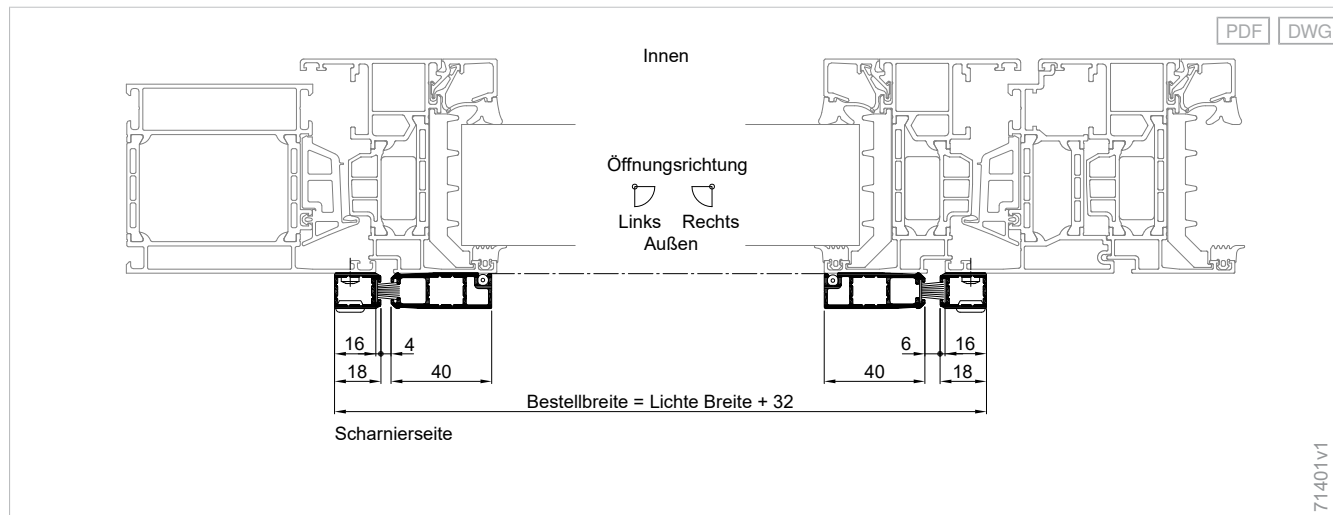 PDF DWG
Innen
Öffnungsrichtung
Links Rechts
Außen
16 4 6 16
18 40 40 18
Bestellbreite = Lichte Breite + 32
Scharnierseite
71401v1